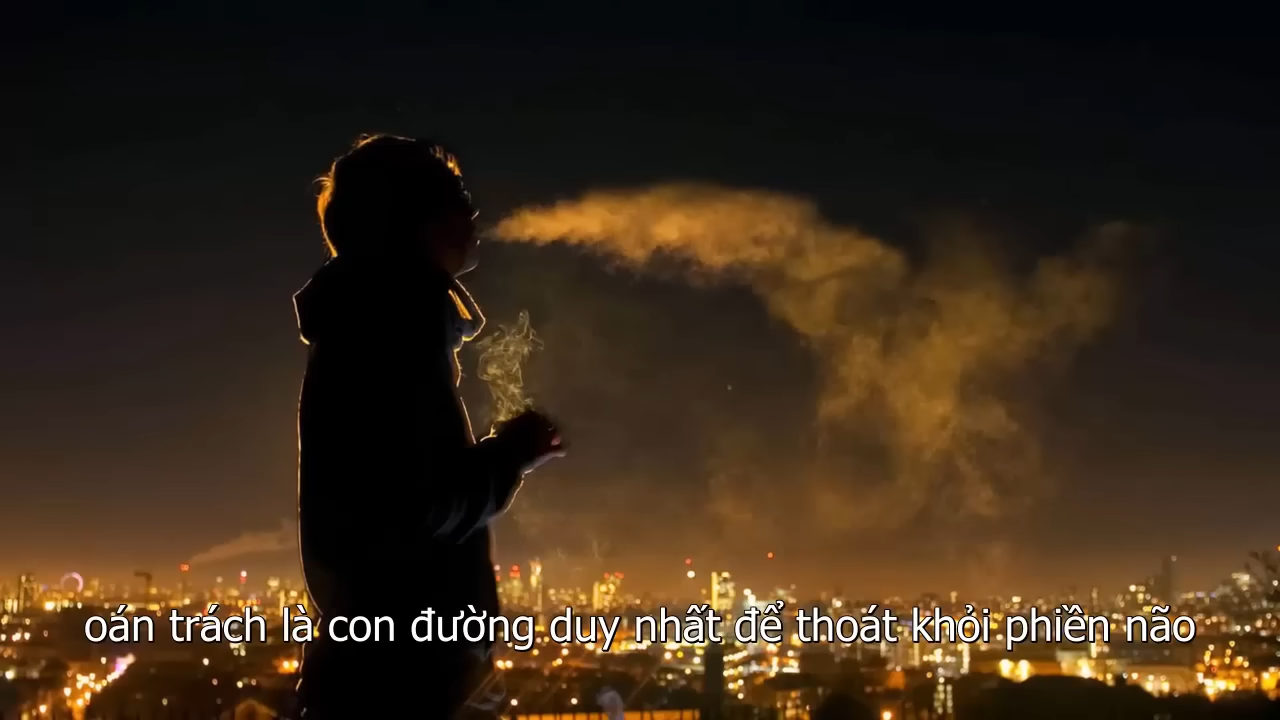 oán trách là con đường duy nhất để thoát khỏi phiền não